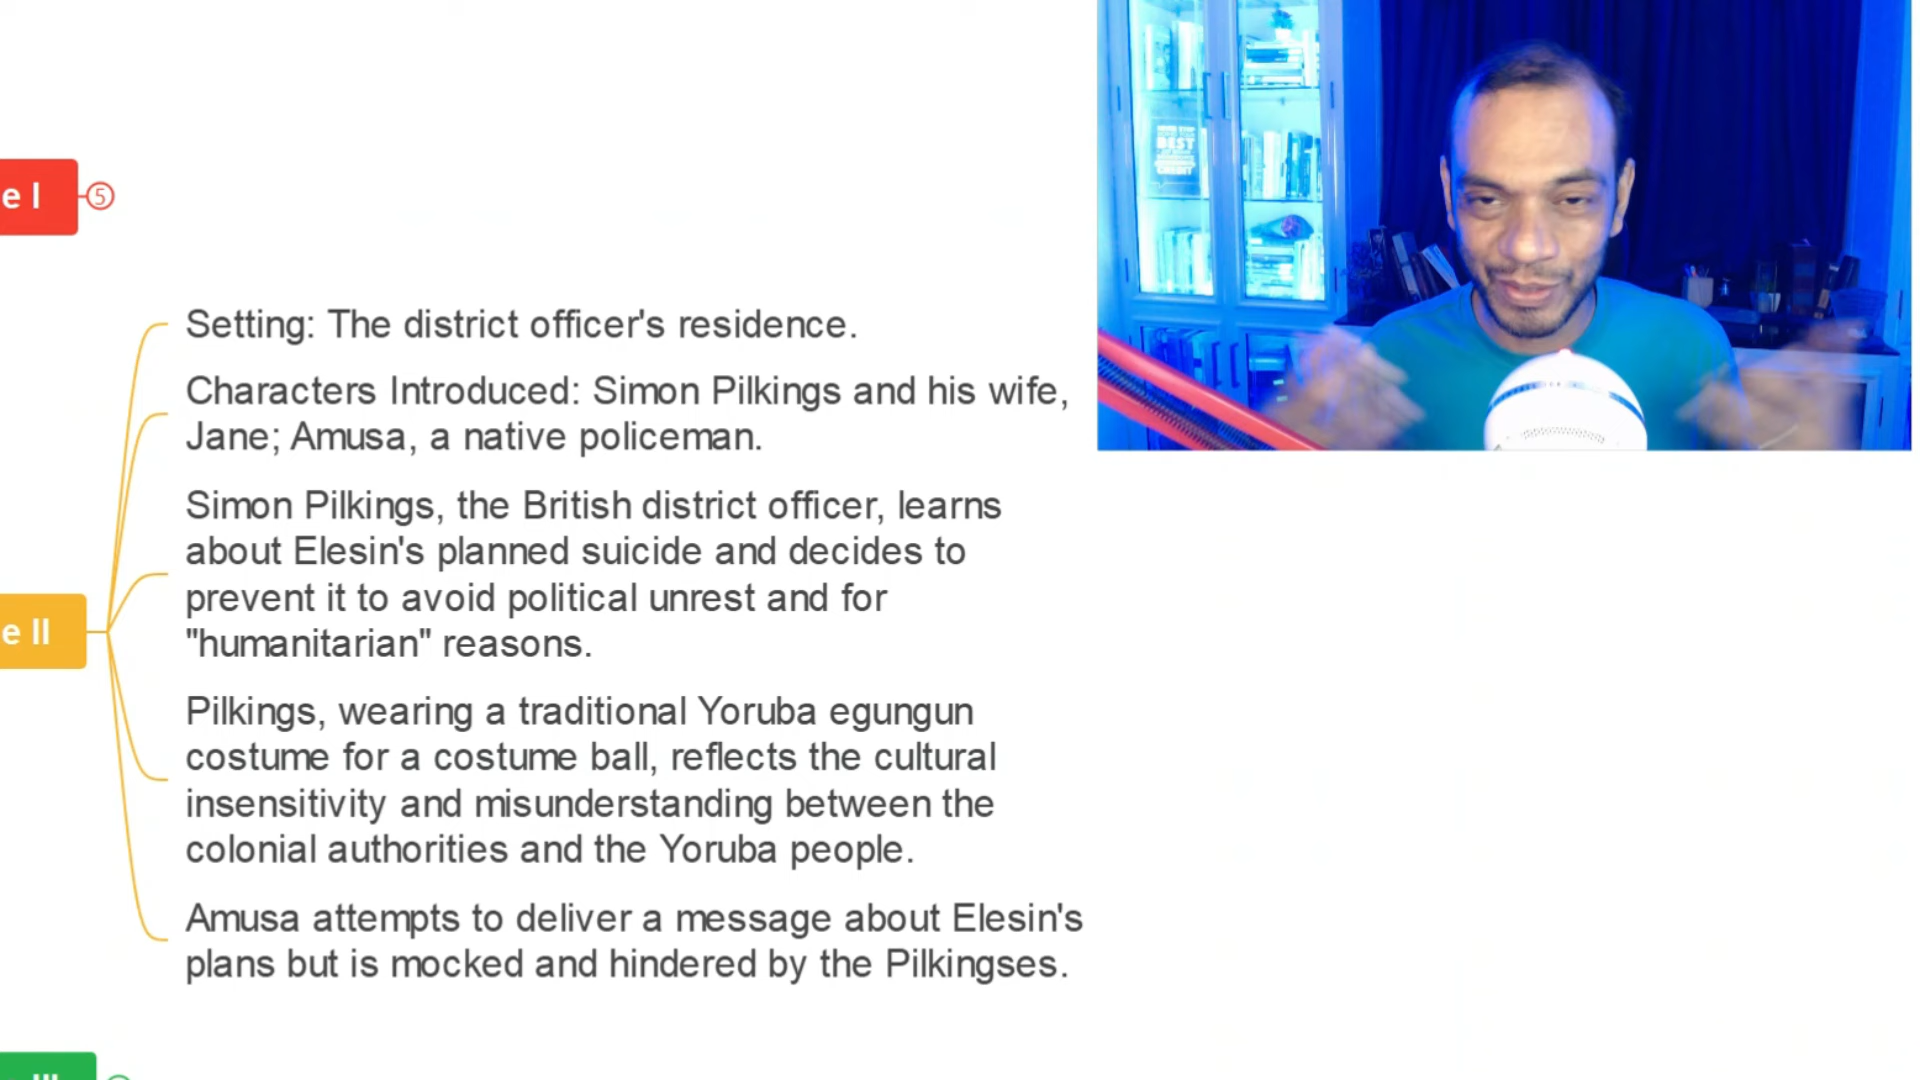 e I
5
Setting: The district officer's residence.
Characters Introduced: Simon Pilkings and his wife,
Jane; Amusa, a native policeman.
Simon Pilkings, the British district officer, learns
about Elesin's planned suicide and decides to
prevent it to avoid political unrest and for
"humanitarian" reasons.
e II
Pilkings, wearing a traditional Yoruba egungun
costume for a costume ball, reflects the cultural
insensitivity and misunderstanding between the
colonial authorities and the Yoruba people.
Amusa attempts to deliver a message about Elesin's
plans but is mocked and hindered by the Pilkingses.
III
BEST
CREDIT